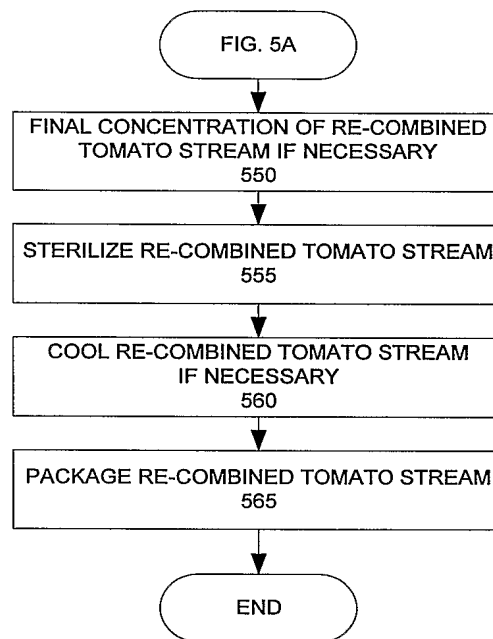 FIG. 5A
FINAL CONCENTRATION OF RE-COMBINED
TOMATO STREAM IF NECESSARY
550
STERILIZE RE-COMBINED TOMATO STREAM
555
COOL RE-COMBINED TOMATO STREAM
IF NECESSARY
560
PACKAGE RE-COMBINED TOMATO STREAM
565
END